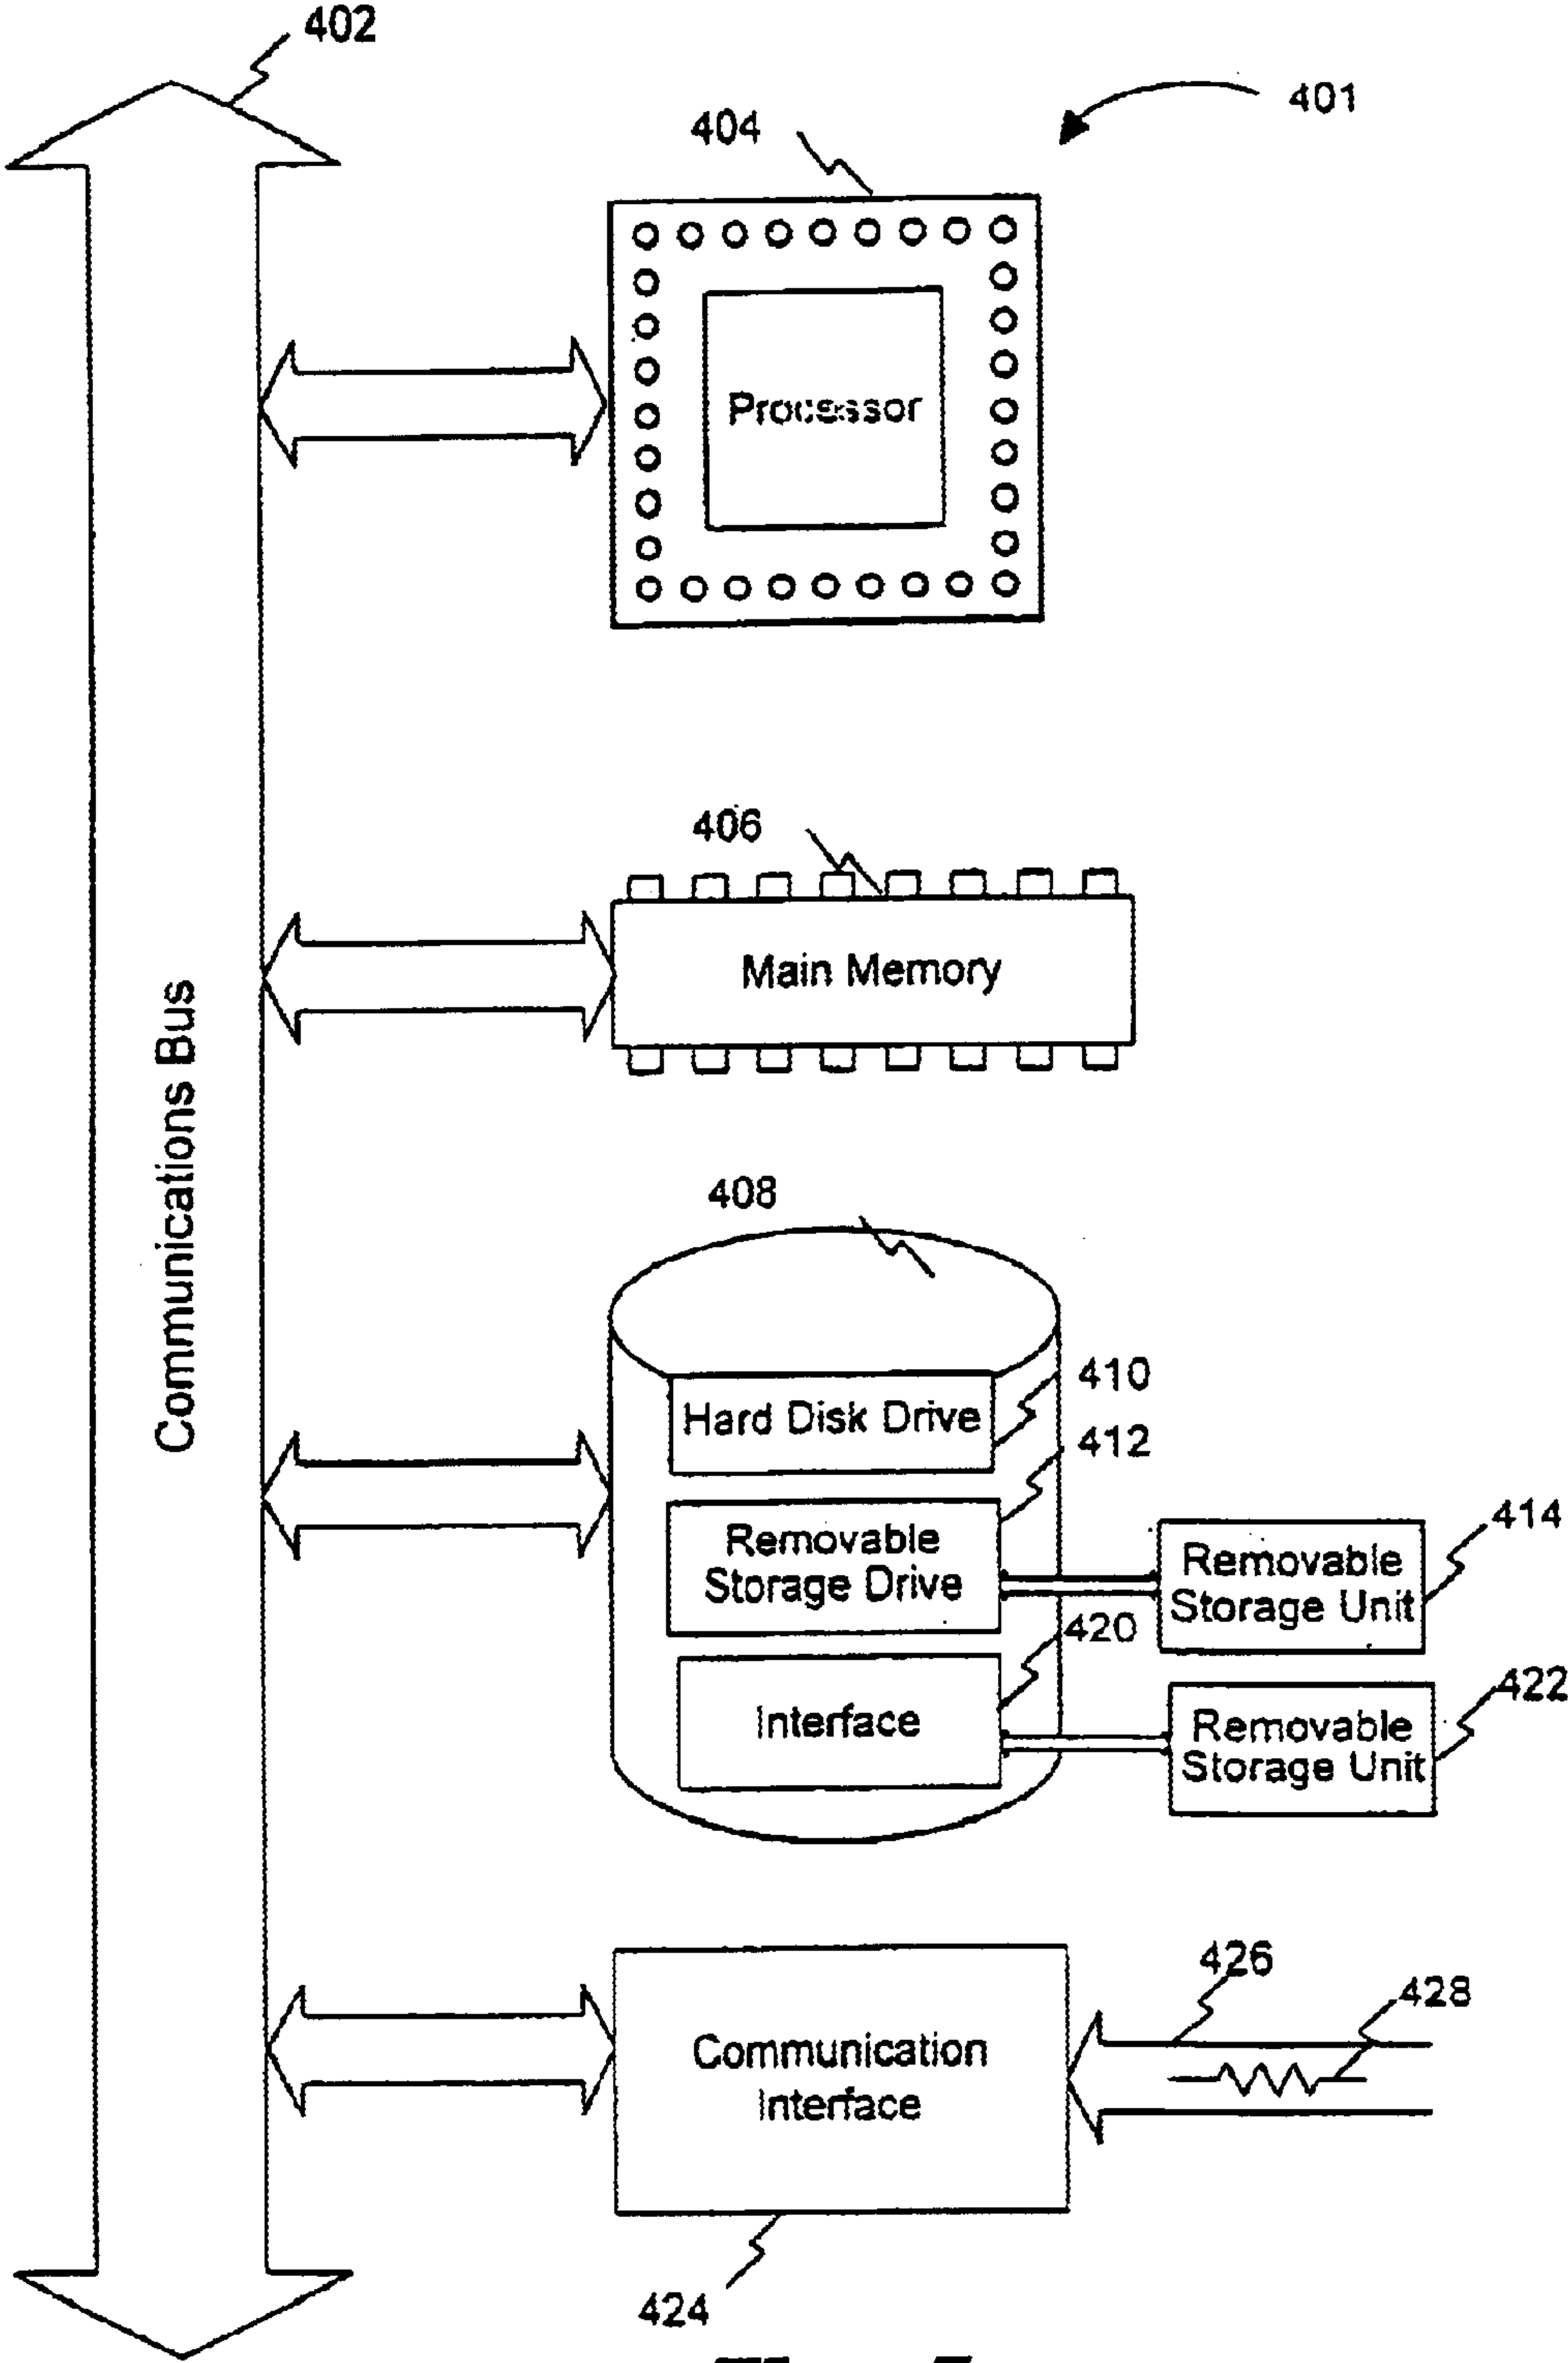 402
401
404
Processor
406
Main Memory
Communications Bus
408
410
Hard Disk Drive
412
Removable
Storage Drive
414
Removable
Storage Unit
420
Interface
422
Removable
Storage Unit
426
428
Communication
Interface
424